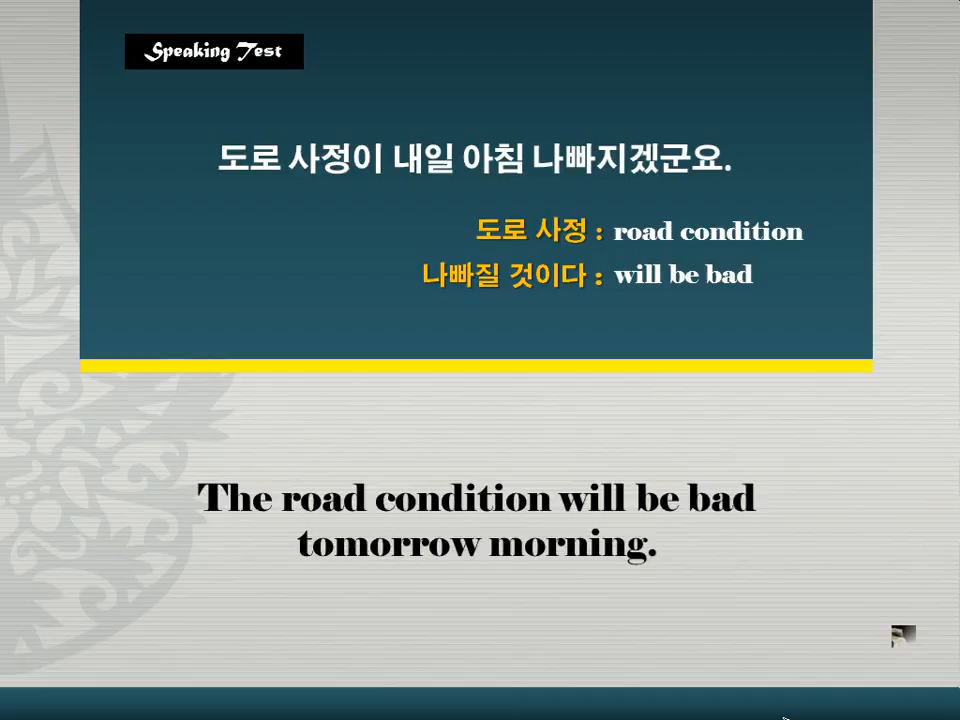 Speaking Test
도로 사정이 내일 아침 나빠지겠군요.
도로 사정 : road condition
나빠질 것이다 : will be bad
The road condition will be bad
tomorrow morning.